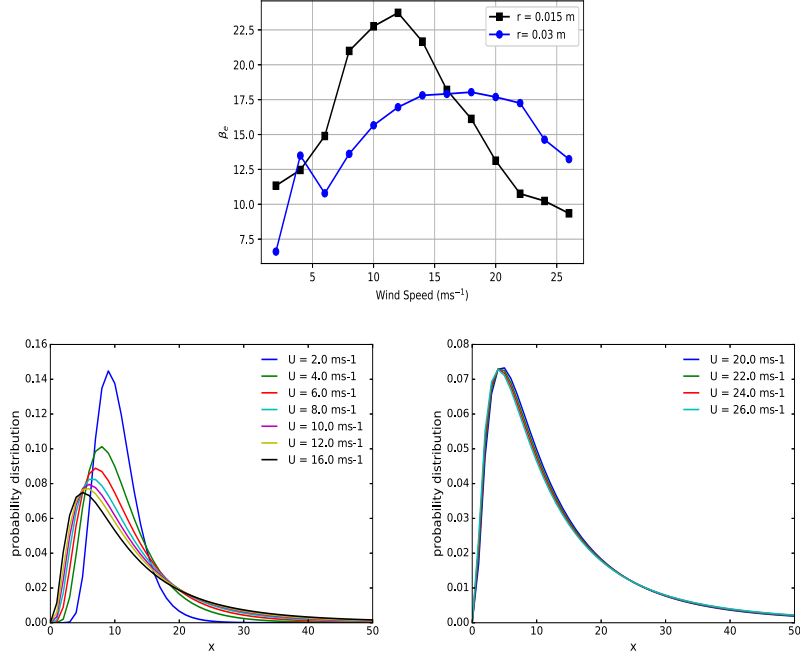 r = 0.015 m
r= 0.03 m
22.5
20.0
17.5
15.0
12.5
10.0
7.5
βe
5 10 15 20 25
Wind Speed (ms⁻¹)
0.16
0.14
0.12
0.10
0.08
0.06
0.04
0.02
0.00
probability distribution
U = 2.0 ms-1
U = 4.0 ms-1
U = 6.0 ms-1
U = 8.0 ms-1
U = 10.0 ms-1
U = 12.0 ms-1
U = 16.0 ms-1
0 10 20 30 40 50
x
0.08
0.07
0.06
0.05
0.04
0.03
0.02
0.01
0.00
probability distribution
U = 20.0 ms-1
U = 22.0 ms-1
U = 24.0 ms-1
U = 26.0 ms-1
0 10 20 30 40 50
x